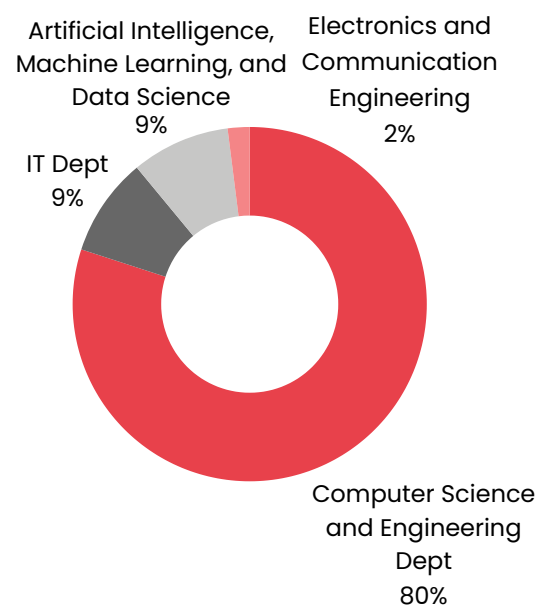 Artificial Intelligence,
Machine Learning, and
Data Science
9%
Electronics and
Communication
Engineering
2%
IT Dept
9%
Computer Science
and Engineering
Dept
80%